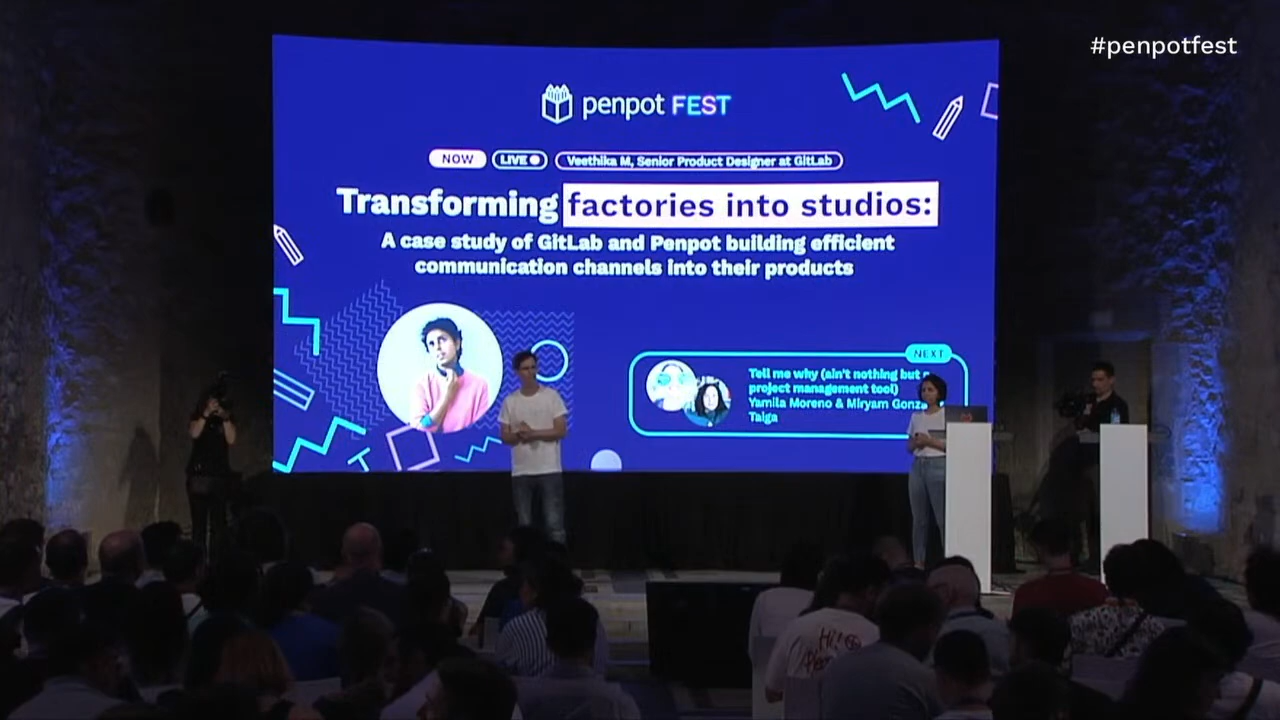 #penpotfest
penpot FEST
NOW LIVE Veethika M, Senior Product Designer at GitLab
Transforming factories into studios:
A case study of GitLab and Penpot building efficient
communication channels into their products
NEXT
Tell me why (ain't nothing but
project management tool)
Yamila Moreno & Miryam
Taiga
Hi!